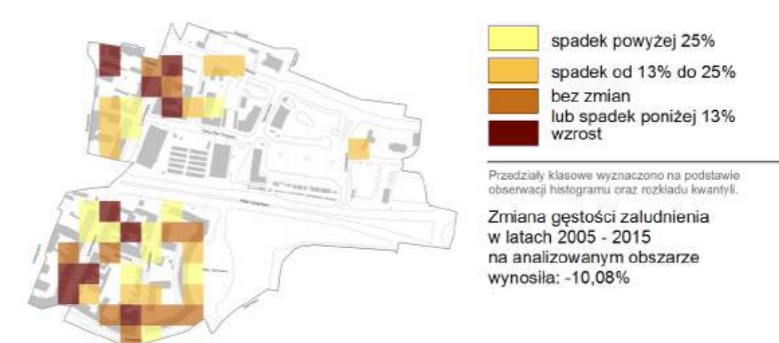 spadek powyżej 25%
spadek od 13% do 25%
bez zmian
lub spadek poniżej 13%
wzrost
Przedziały klasowe wyznaczono na podstawie
obserwacji histogramu oraz rozkładu kwantyli.
Zmiana gęstości zaludnienia
w latach 2005 - 2015
na analizowanym obszarze
wynosiła: -10,08%